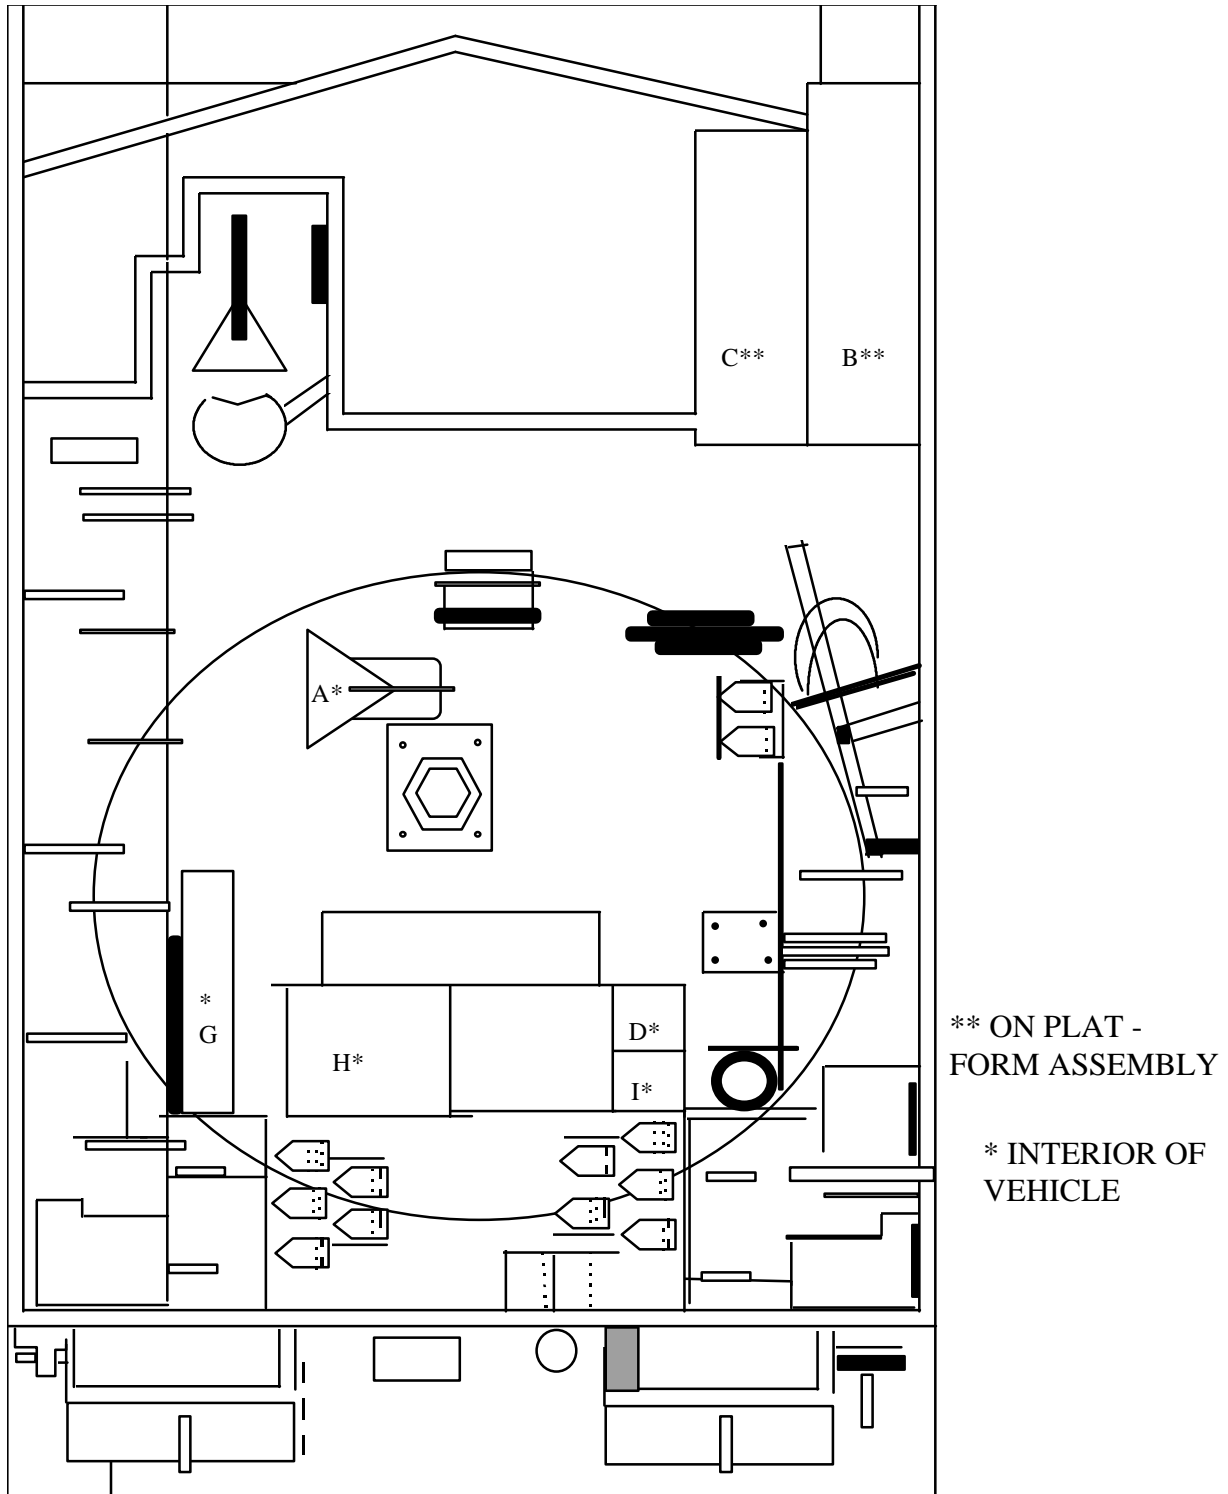 C** B**
A*
*
G
D*
H*
I*
** ON PLAT -
FORM ASSEMBLY
* INTERIOR OF
VEHICLE